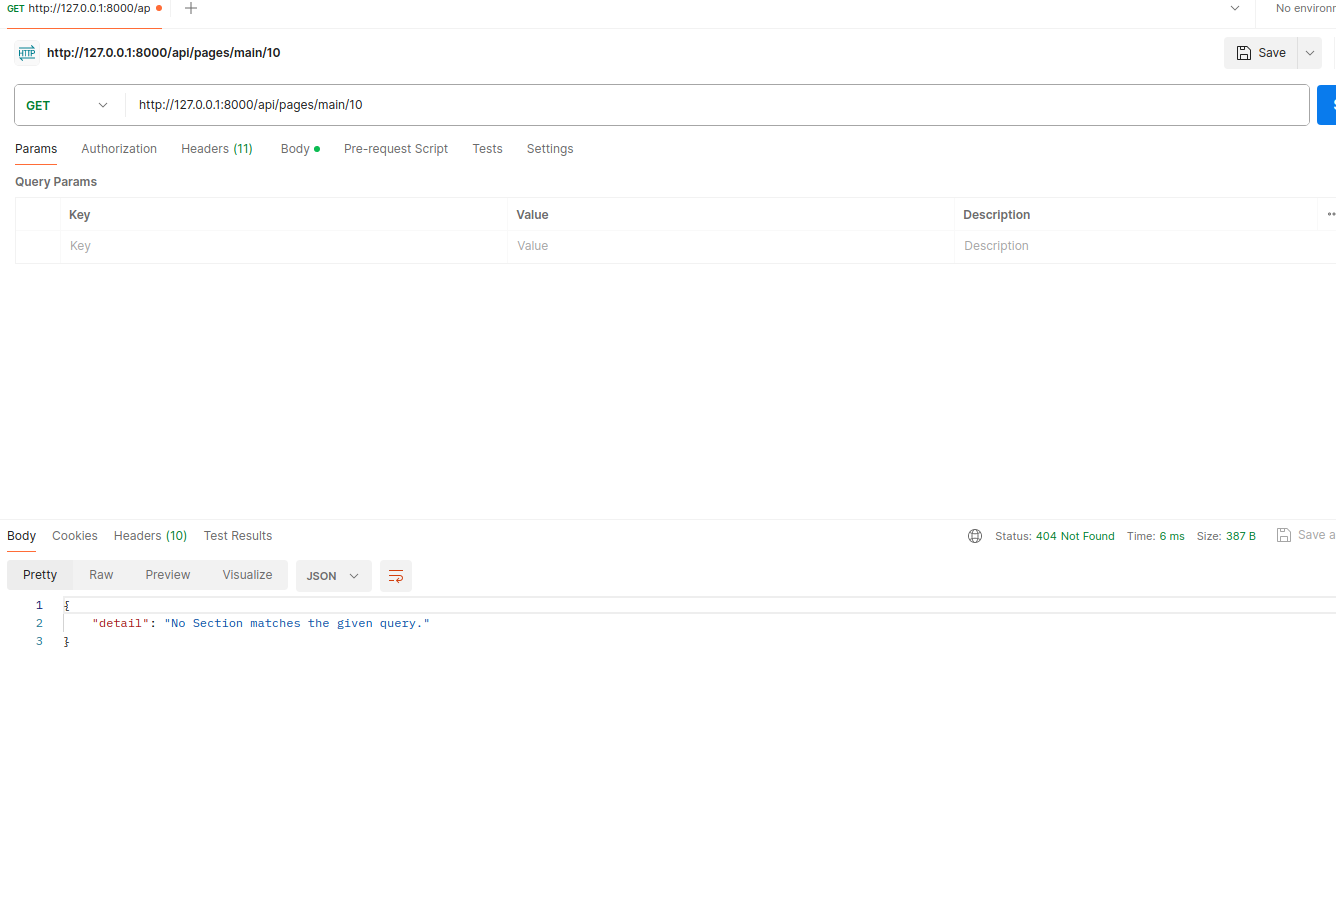 GET http://127.0.0.1:8000/ap
No environ
HTTP http://127.0.0.1:8000/api/pages/main/10
Save
GET http://127.0.0.1:8000/api/pages/main/10
Params Authorization Headers (11) Body Pre-request Script Tests Settings
Query Params
Key Value Description
Key Value Description
Body Cookies Headers (10) Test Results Status: 404 Not Found Time: 6 ms Size: 387 B Save a
Pretty Raw Preview Visualize JSON
1 {
2 "detail": "No Section matches the given query."
3 }